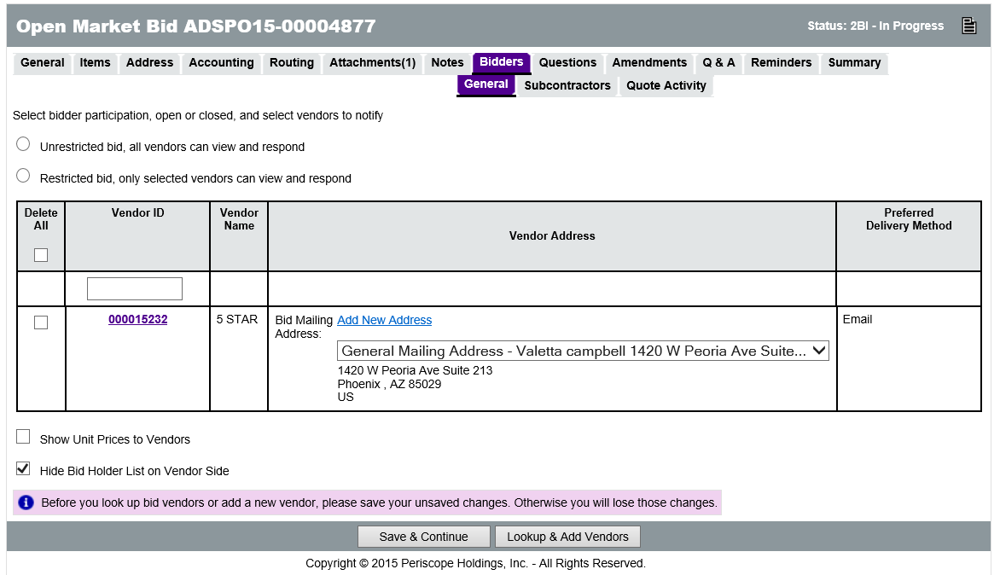 Open Market Bid ADSPO15-00004877
Status: 2BI - In Progress
General Items Address Accounting Routing Attachments(1) Notes Bidders Questions Amendments Q & A Reminders Summary
General Subcontractors Quote Activity
Select bidder participation, open or closed, and select vendors to notify
Unrestricted bid, all vendors can view and respond
Restricted bid, only selected vendors can view and respond
Delete All
Vendor ID
Vendor Name
Vendor Address
Preferred Delivery Method
000015232
5 STAR
Bid Mailing Address:
Add New Address
General Mailing Address - Valetta campbell 1420 W Peoria Ave Suite...
1420 W Peoria Ave Suite 213
Phoenix , AZ 85029
US
Email
Show Unit Prices to Vendors
Hide Bid Holder List on Vendor Side
Before you look up bid vendors or add a new vendor, please save your unsaved changes. Otherwise you will lose those changes.
Save & Continue
Lookup & Add Vendors
Copyright © 2015 Periscope Holdings, Inc. - All Rights Reserved.